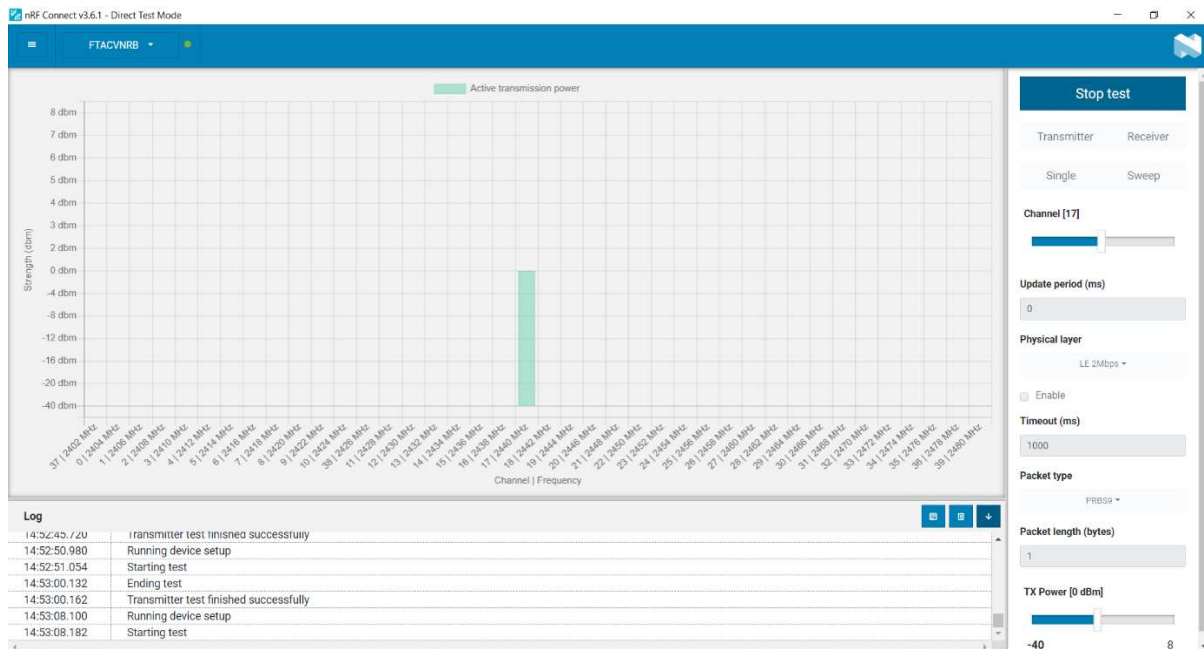 nRF Connect v3.6.1 - Direct Test Mode
FTACVNRB
Active transmission power
8 dbm
7 dbm
6 dbm
5 dbm
4 dbm
3 dbm
2 dbm
0 dbm
-4 dbm
-8 dbm
-12 dbm
-16 dbm
-20 dbm
-40 dbm
Strength (dbm)
37 | 2402 MHz
0 | 2404 MHz
1 | 2406 MHz
2 | 2408 MHz
3 | 2410 MHz
4 | 2412 MHz
5 | 2414 MHz
6 | 2416 MHz
7 | 2418 MHz
8 | 2420 MHz
9 | 2422 MHz
10 | 2424 MHz
38 | 2426 MHz
11 | 2428 MHz
12 | 2430 MHz
13 | 2432 MHz
14 | 2434 MHz
15 | 2436 MHz
16 | 2438 MHz
17 | 2440 MHz
18 | 2442 MHz
19 | 2444 MHz
20 | 2446 MHz
21 | 2448 MHz
22 | 2450 MHz
23 | 2452 MHz
24 | 2454 MHz
25 | 2456 MHz
26 | 2458 MHz
27 | 2460 MHz
28 | 2462 MHz
29 | 2464 MHz
30 | 2466 MHz
31 | 2468 MHz
32 | 2470 MHz
33 | 2472 MHz
34 | 2474 MHz
35 | 2476 MHz
36 | 2478 MHz
39 | 2480 MHz
Channel | Frequency
Log
14:52:45.720 Transmitter test finished successfully
14:52:50.980 Running device setup
14:52:51.054 Starting test
14:53:00.132 Ending test
14:53:00.162 Transmitter test finished successfully
14:53:08.100 Running device setup
14:53:08.182 Starting test
Stop test
Transmitter Receiver
Single Sweep
Channel [17]
Update period (ms)
0
Physical layer
LE 2Mbps
Enable
Timeout (ms)
1000
Packet type
PRBS9
Packet length (bytes)
1
TX Power [0 dBm]
-40 8